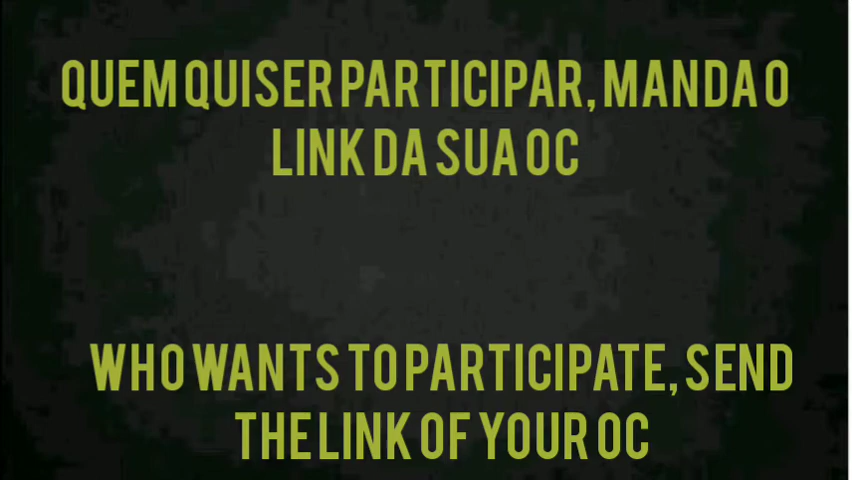 QUEM QUISER PARTICIPAR, MANDA O
LINK DA SUA OC
WHO WANTS TO PARTICIPATE, SEND
THE LINK OF YOUR OC